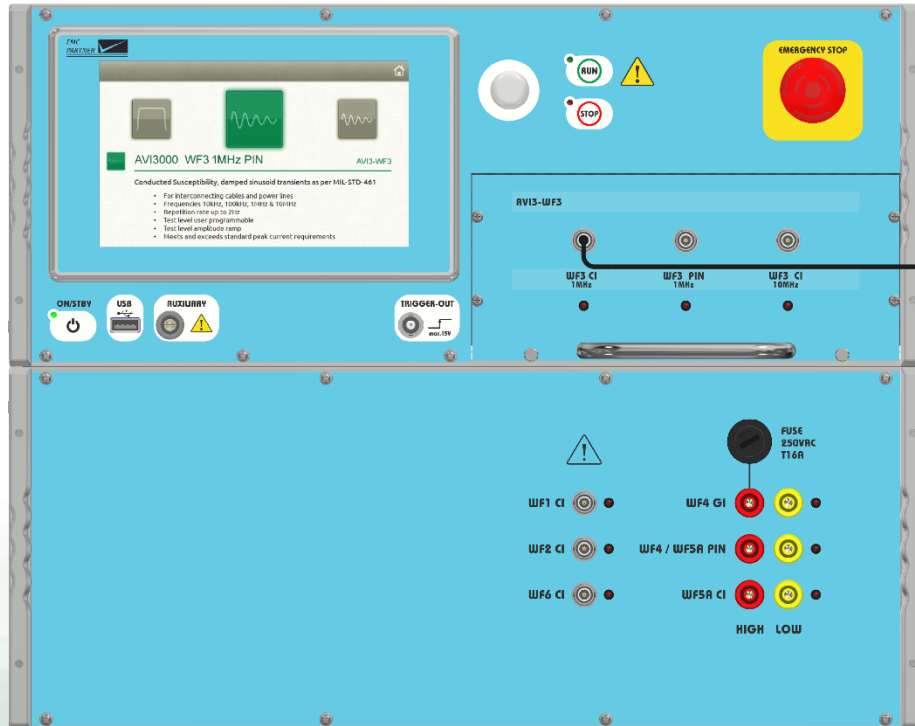 EMC
PARTNER
AVI3000 WF3 1MHz PIN
AVI3-WF3
Conducted Susceptibility, damped sinusoid transients as per MIL-STD-461
• For interconnecting cables and power lines
• Frequencies 10kHz, 100kHz, 1MHz & 10MHz
• Repetition rate up to 2Hz
• Test level user programmable
• Test level amplitude ramp
• Meets and exceeds standard peak current requirements
RUN
STOP
EMERGENCY STOP
AVI3-WF3
WF3 CI
1MHz
WF3 PIN
1MHz
WF3 CI
10MHz
ON/STBY
USB
AUXILIARY
TRIGGER-OUT
max.15V
FUSE
250VAC
T16A
WF1 CI
WF4 GI
WF2 CI
WF4 / WF5A PIN
WF6 CI
WF5A CI
HIGH LOW